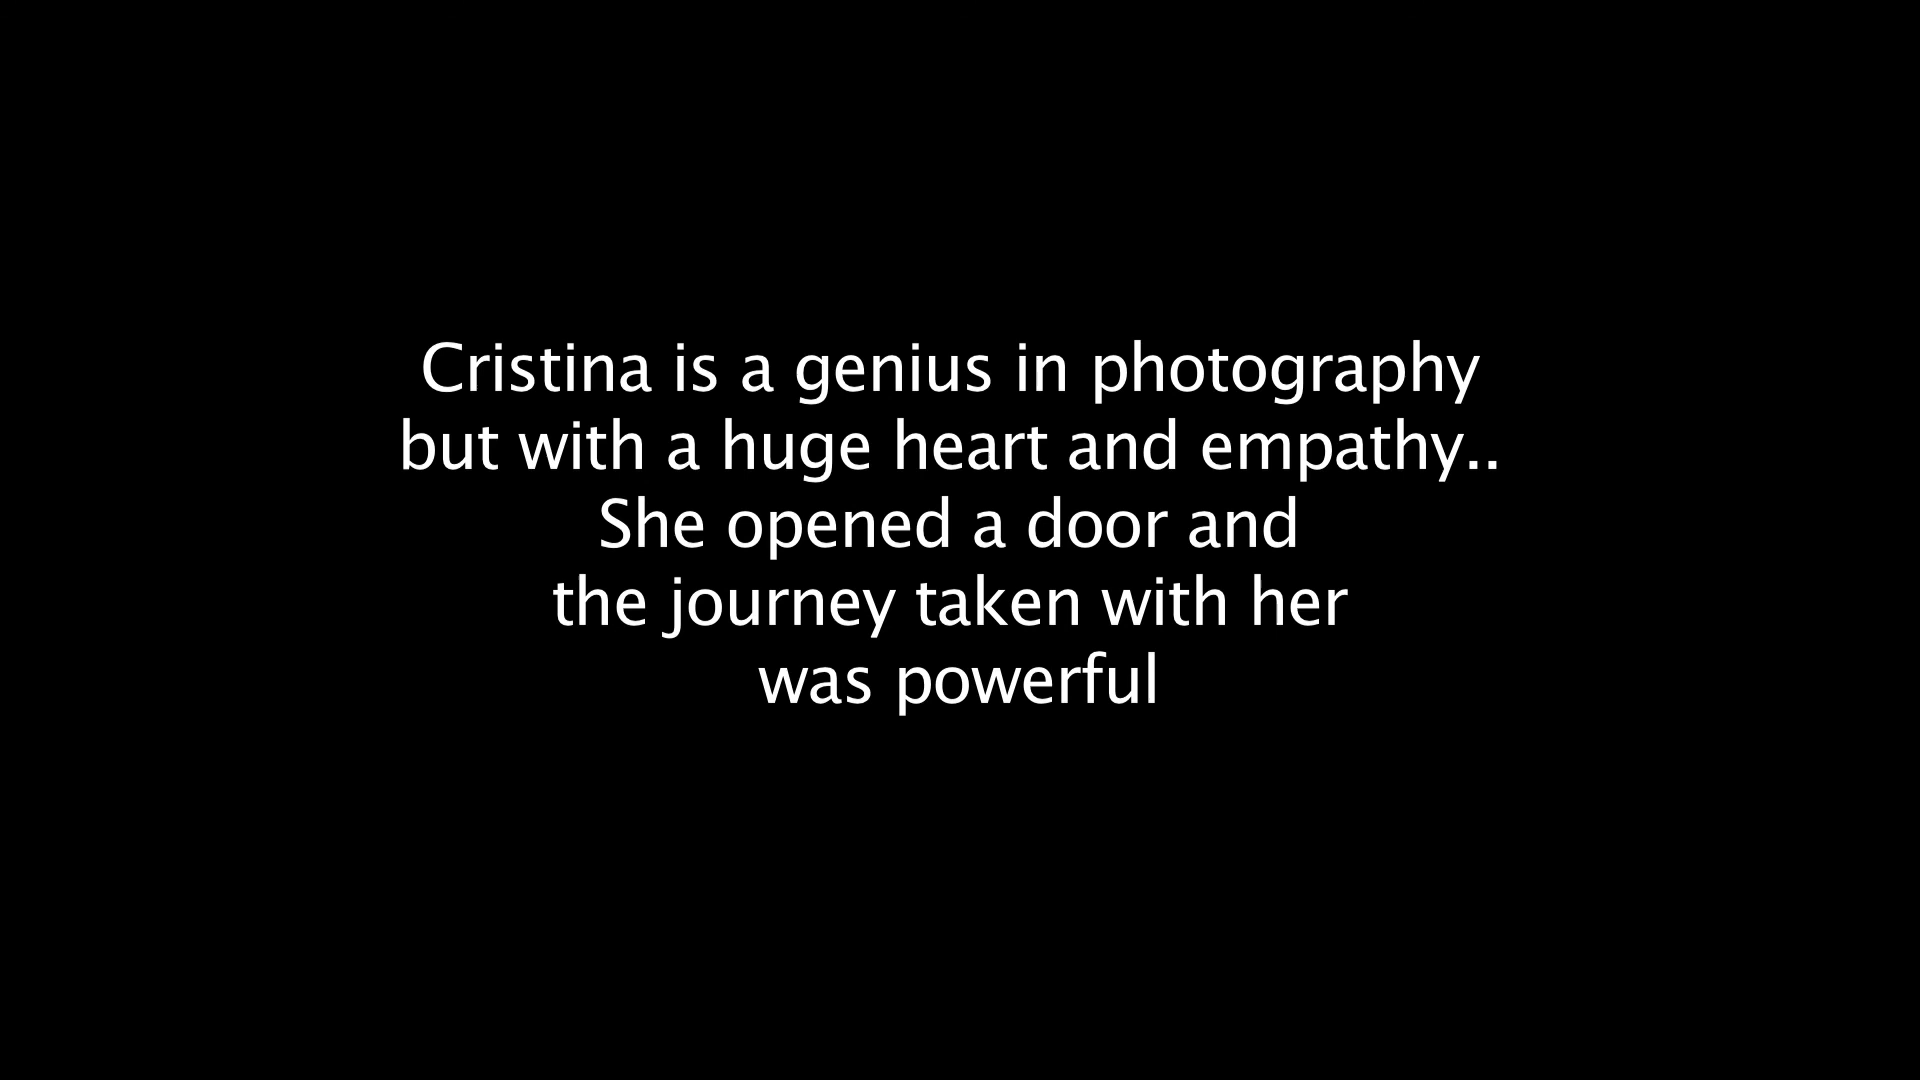 Cristina is a genius in photography
but with a huge heart and empathy..
She opened a door and
the journey taken with her
was powerful